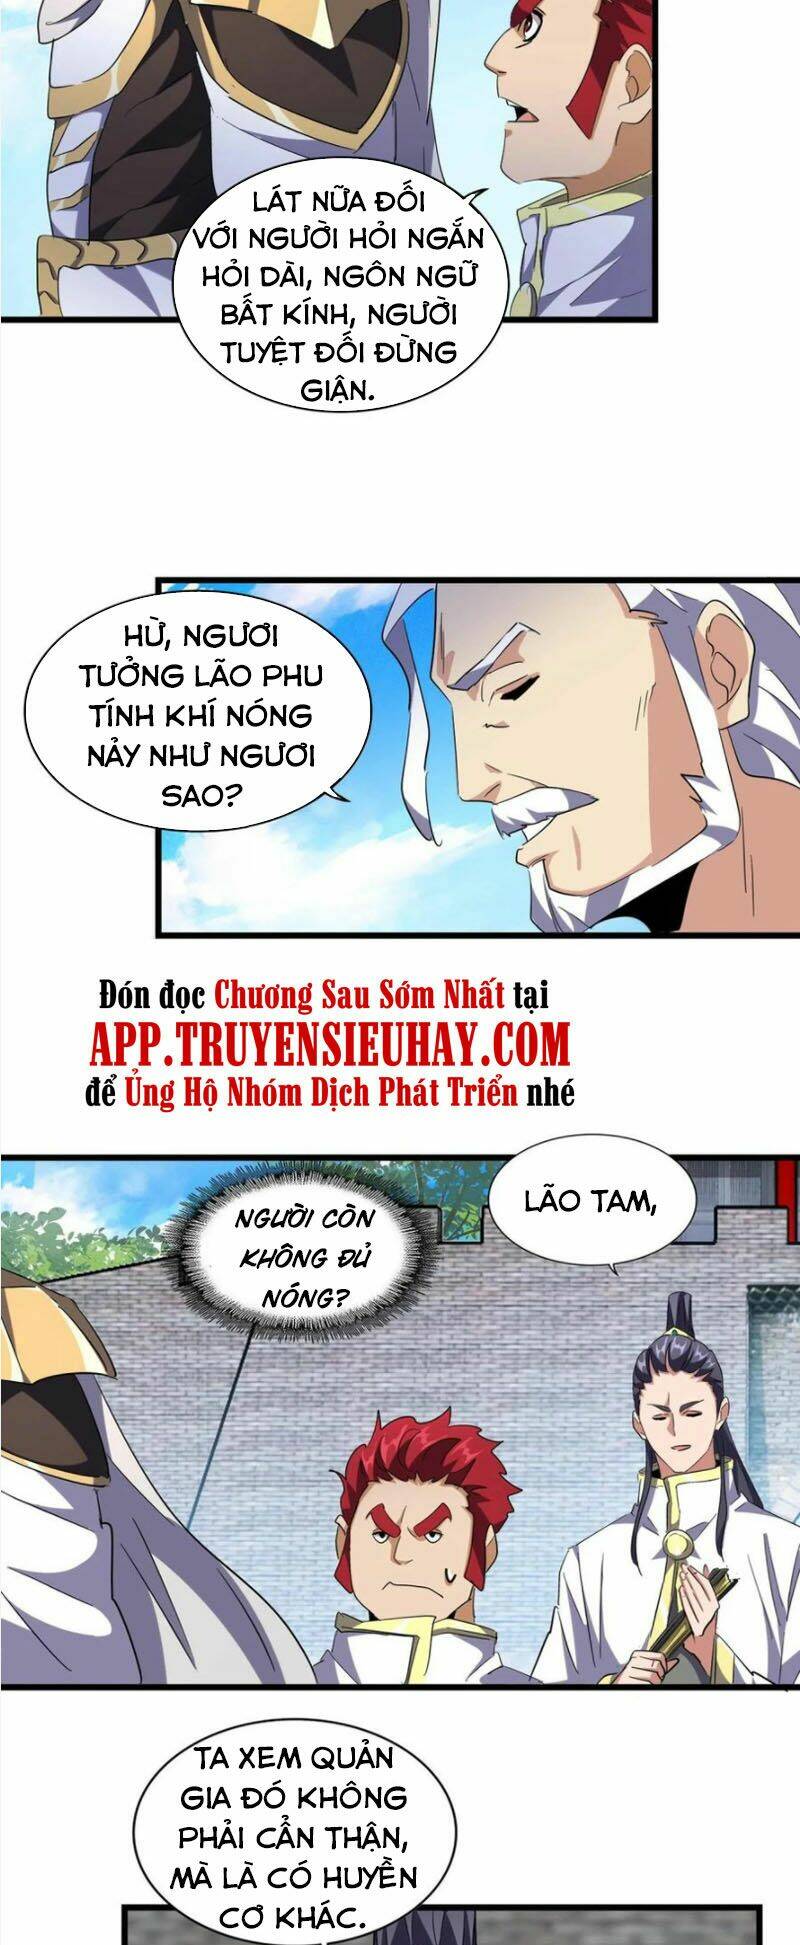 LÁT NỮA ĐỐI
VỚI NGƯỜI HỎI NGẮN
HỎI DÀI, NGÔN NGỮ
BẤT KÍNH, NGƯỜI
TUYỆT ĐỐI ĐỪNG
GIẬN.
HỪ, NGƯƠI
TƯỞNG LÃO PHU
TÍNH KHÍ NÓNG
NẢY NHƯ NGƯƠI
SAO?
Đón đọc Chương Sau Sớm Nhất tại
APP.TRUYENSIEUHAY.COM
để Ủng Hộ Nhóm Dịch Phát Triển nhé
NGƯỜI CÒN
KHÔNG ĐỦ
NÓNG?
LÃO TAM,
TA XEM QUẢN
GIA ĐÓ KHÔNG
PHẢI CẨN THẬN,
MÀ LÀ CÓ HUYỀN
CƠ KHÁC.